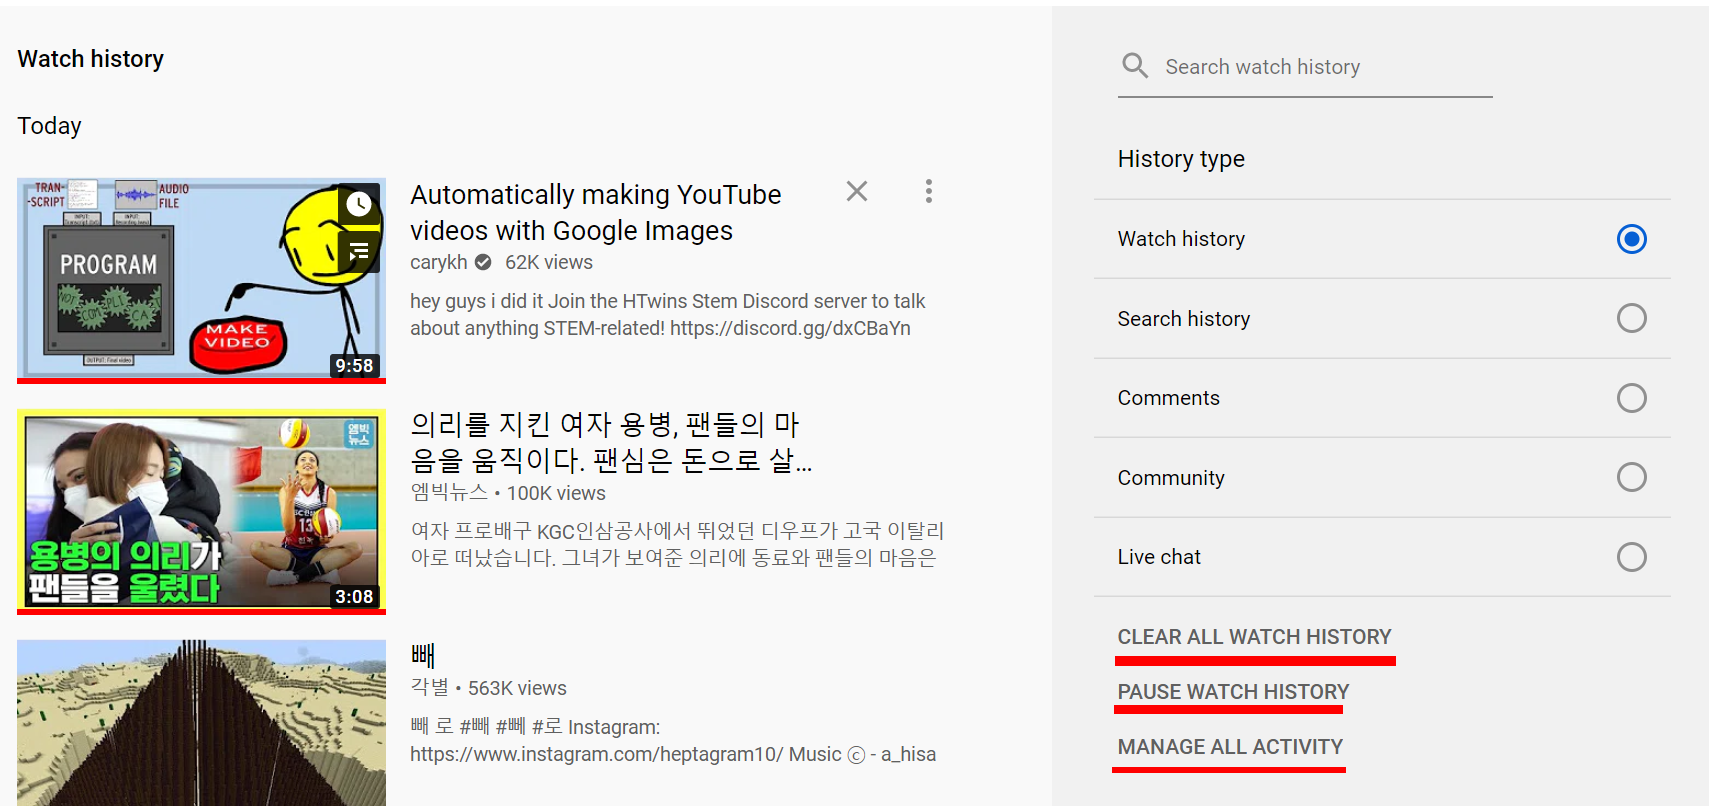 Watch history
Today
TRAN-
-SCRIPT
AUDIO
FILE
PROGRAM
MAKE
VIDEO
9:58
Automatically making YouTube
videos with Google Images
carykh 62K views
hey guys i did it Join the HTwins Stem Discord server to talk
about anything STEM-related! https://discord.gg/dxCBaYn
엠빅
뉴스
13
용병의 의리가
팬들을 울렸다
3:08
의리를 지킨 여자 용병, 팬들의 마
음을 움직이다. 팬심은 돈으로 살...
엠빅뉴스 • 100K views
여자 프로배구 KGC인삼공사에서 뛰었던 디우프가 고국 이탈리
아로 떠났습니다. 그녀가 보여준 의리에 동료와 팬들의 마음은
빼
각별 • 563K views
빼 로 #빼 #뻬 #로 Instagram:
https://www.instagram.com/heptagram10/ Music ⓒ - a_hisa
Search watch history
History type
Watch history
Search history
Comments
Community
Live chat
CLEAR ALL WATCH HISTORY
PAUSE WATCH HISTORY
MANAGE ALL ACTIVITY